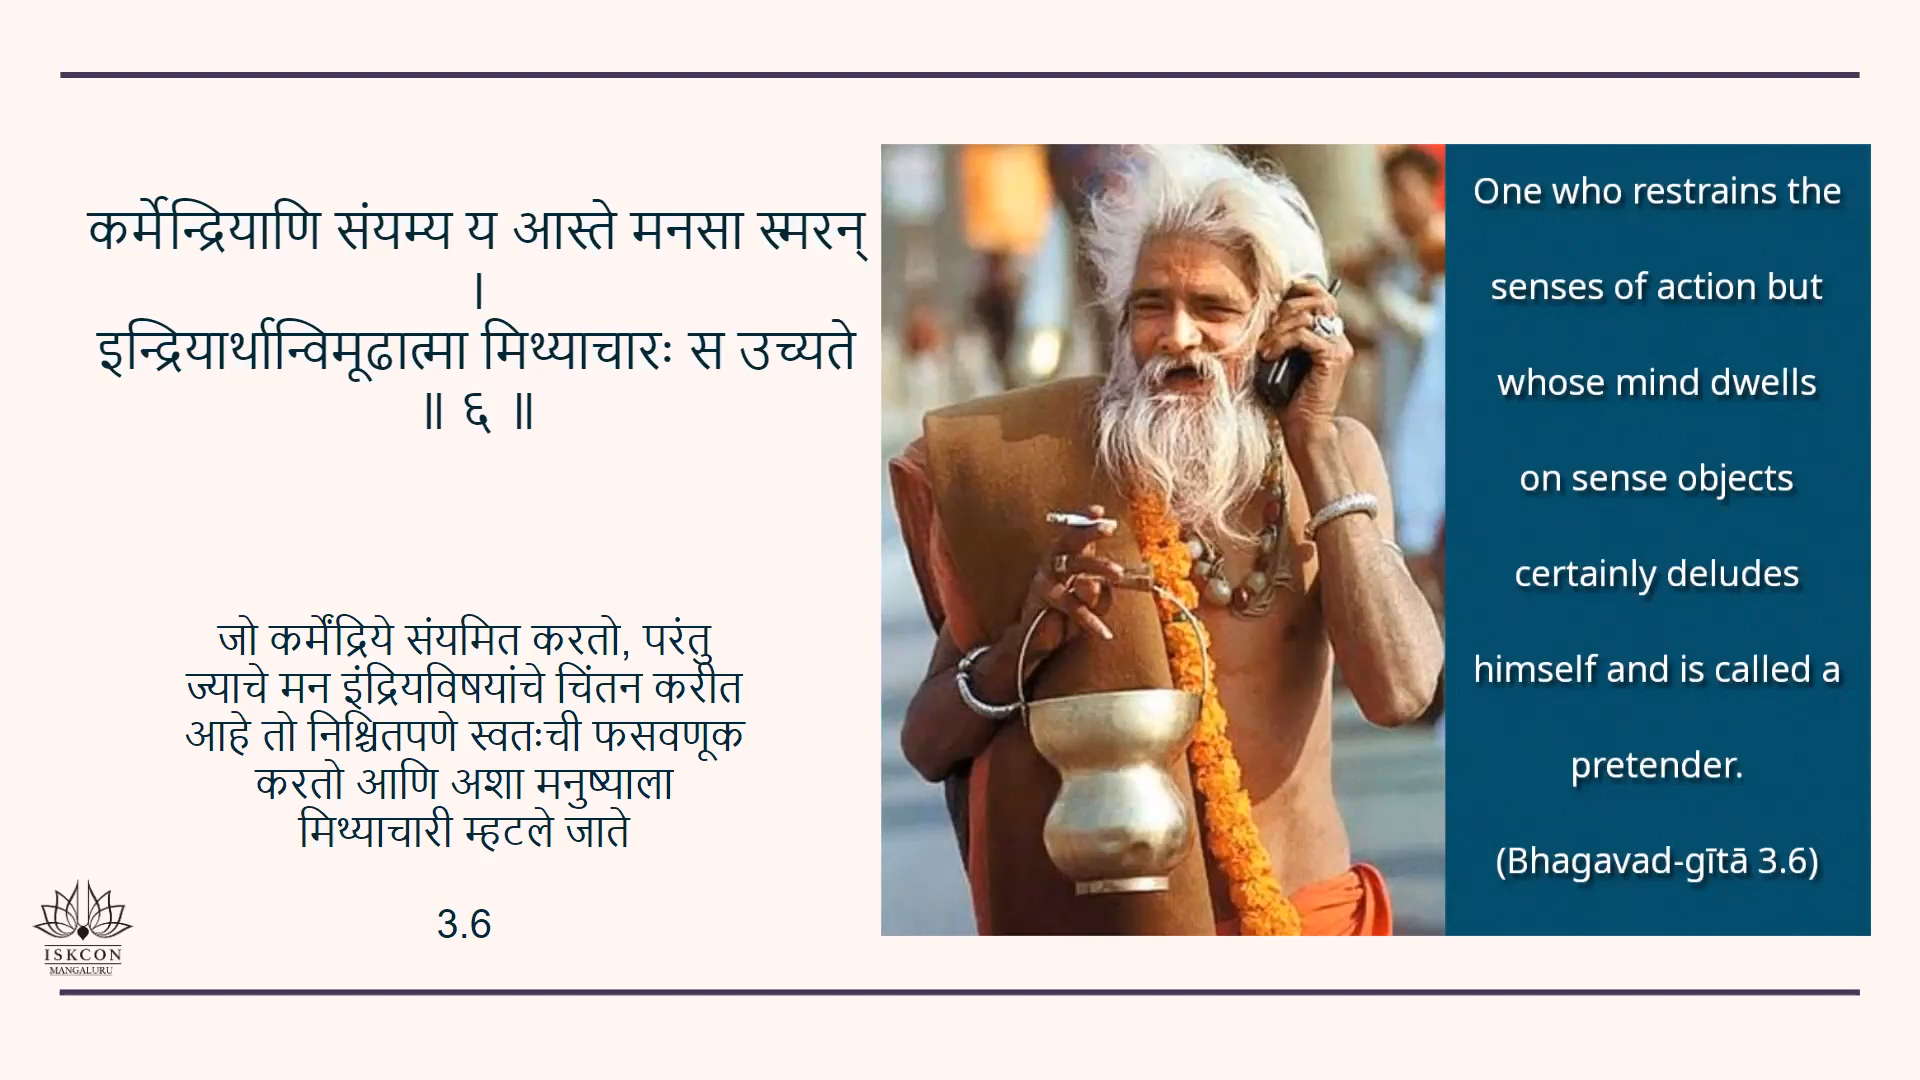 कर्मेन्द्रियाणि संयम्य य आस्ते मनसा स्मरन्
।
इन्द्रियार्थान्विमूढात्मा मिथ्याचारः स उच्यते
॥ ६ ॥
जो कर्मेंद्रिये संयमित करतो, परंतु
ज्याचे मन इंद्रियविषयांचे चिंतन करीत
आहे तो निश्चितपणे स्वतःची फसवणूक
करतो आणि अशा मनुष्याला
मिथ्याचारी म्हटले जाते
3.6
ISKCON
MANGALURU
One who restrains the
senses of action but
whose mind dwells
on sense objects
certainly deludes
himself and is called a
pretender.
(Bhagavad-gītā 3.6)